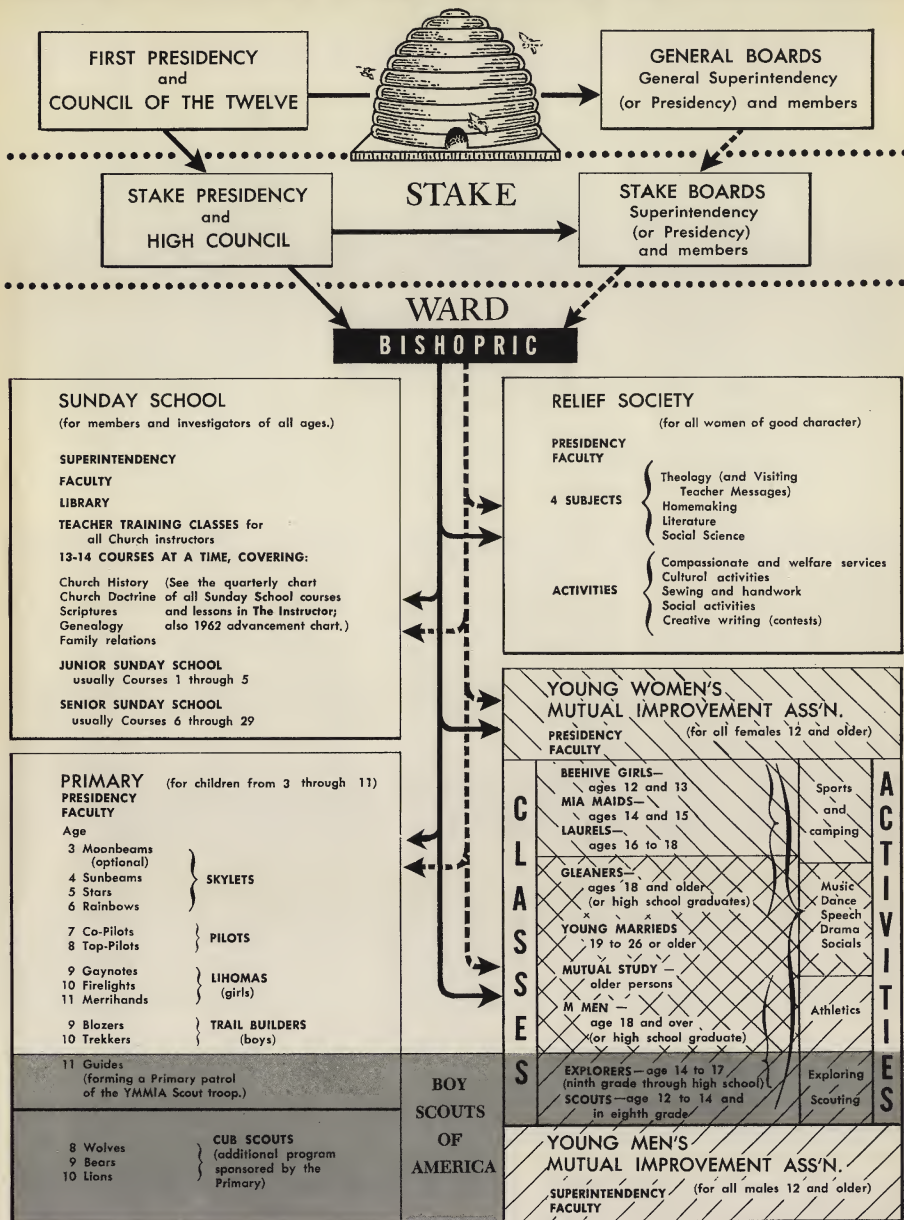 FIRST PRESIDENCY
and
COUNCIL OF THE TWELVE
GENERAL BOARDS
General Superintendency
(or Presidency) and members
STAKE PRESIDENCY
and
HIGH COUNCIL
STAKE
STAKE BOARDS
Superintendency
(or Presidency)
and members
WARD
BISHOPRIC
SUNDAY SCHOOL
(for members and investigators of all ages.)
SUPERINTENDENCY
FACULTY
LIBRARY
TEACHER TRAINING CLASSES for
all Church instructors
13-14 COURSES AT A TIME, COVERING:
Church History (See the quarterly chart
Church Doctrine of all Sunday School courses
Scriptures and lessons in The Instructor;
Genealogy also 1962 advancement chart.)
Family relations
JUNIOR SUNDAY SCHOOL
usually Courses 1 through 5
SENIOR SUNDAY SCHOOL
usually Courses 6 through 29
RELIEF SOCIETY
(for all women of good character)
PRESIDENCY
FACULTY
4 SUBJECTS
Theology (and Visiting
Teacher Messages)
Homemaking
Literature
Social Science
ACTIVITIES
Compassionate and welfare services
Cultural activities
Sewing and handwork
Social activities
Creative writing (contests)
PRIMARY (for children from 3 through 11)
PRESIDENCY
FACULTY
Age
3 Moonbeams
(optional)
4 Sunbeams
5 Stars
6 Rainbows
SKYLETS
7 Co-Pilots
8 Top-Pilots
PILOTS
9 Gaynotes
10 Firelights
11 Merrihands
LIHOMAS
(girls)
9 Blazers
10 Trekkers
TRAIL BUILDERS
(boys)
11 Guides
(forming a Primary patrol
of the YMMIA Scout troop.)
8 Wolves
9 Bears
10 Lions
CUB SCOUTS
(additional program
sponsored by the
Primary)
BOY
SCOUTS
OF
AMERICA
YOUNG WOMEN'S
MUTUAL IMPROVEMENT ASS'N.
PRESIDENCY (for all females 12 and older)
FACULTY
CLASSES
BEEHIVE GIRLS—
ages 12 and 13
MIA MAIDS—
ages 14 and 15
LAURELS—
ages 16 to 18
GLEANERS—
ages 18 and older
(or high school graduates)
YOUNG MARRIEDS
19 to 26 or older
MUTUAL STUDY —
older persons
M MEN —
age 18 and over
(or high school graduate)
EXPLORERS—age 14 to 17
(ninth grade through high school)
SCOUTS—age 12 to 14 and
in eighth grade
Sports
and
camping
Music
Dance
Speech
Drama
Socials
Athletics
Exploring
Scouting
ACTIVITIES
YOUNG MEN'S
MUTUAL IMPROVEMENT ASS'N.
SUPERINTENDENCY (for all males 12 and older)
FACULTY